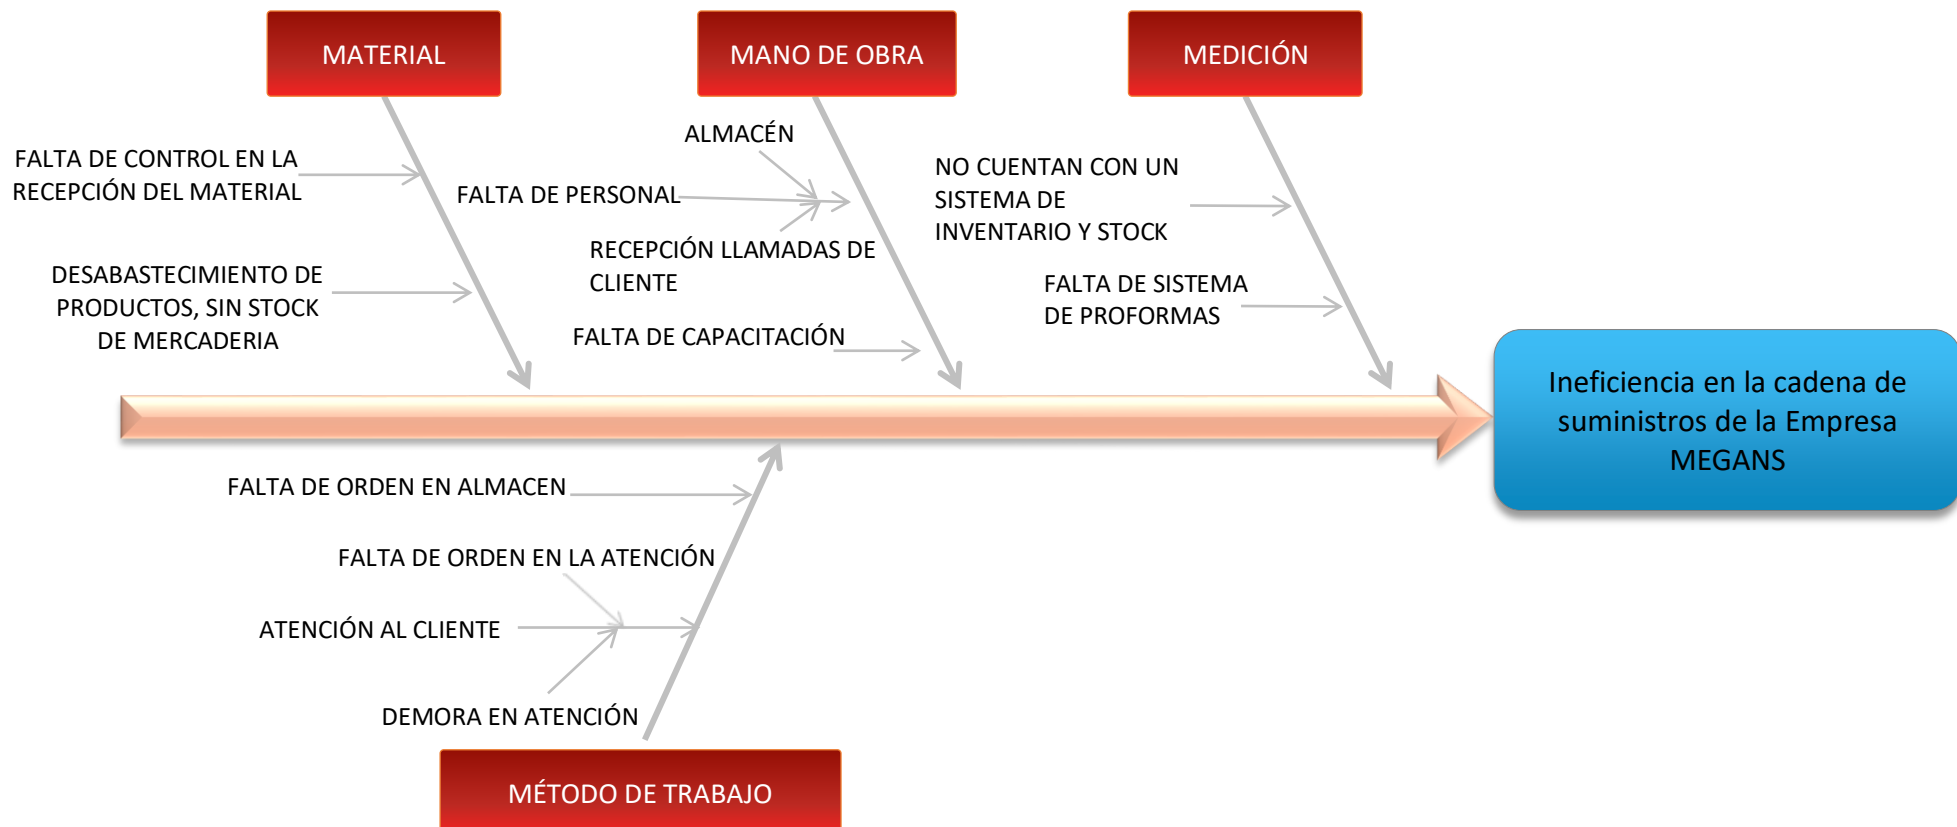 MATERIAL
MANO DE OBRA
MEDICIÓN
FALTA DE CONTROL EN LA
RECEPCIÓN DEL MATERIAL
DESABASTECIMIENTO DE
PRODUCTOS, SIN STOCK
DE MERCADERIA
ALMACÉN
FALTA DE PERSONAL
RECEPCIÓN LLAMADAS DE
CLIENTE
FALTA DE CAPACITACIÓN
NO CUENTAN CON UN
SISTEMA DE
INVENTARIO Y STOCK
FALTA DE SISTEMA
DE PROFORMAS
Ineficiencia en la cadena de
suministros de la Empresa
MEGANS
FALTA DE ORDEN EN ALMACEN
FALTA DE ORDEN EN LA ATENCIÓN
ATENCIÓN AL CLIENTE
DEMORA EN ATENCIÓN
MÉTODO DE TRABAJO